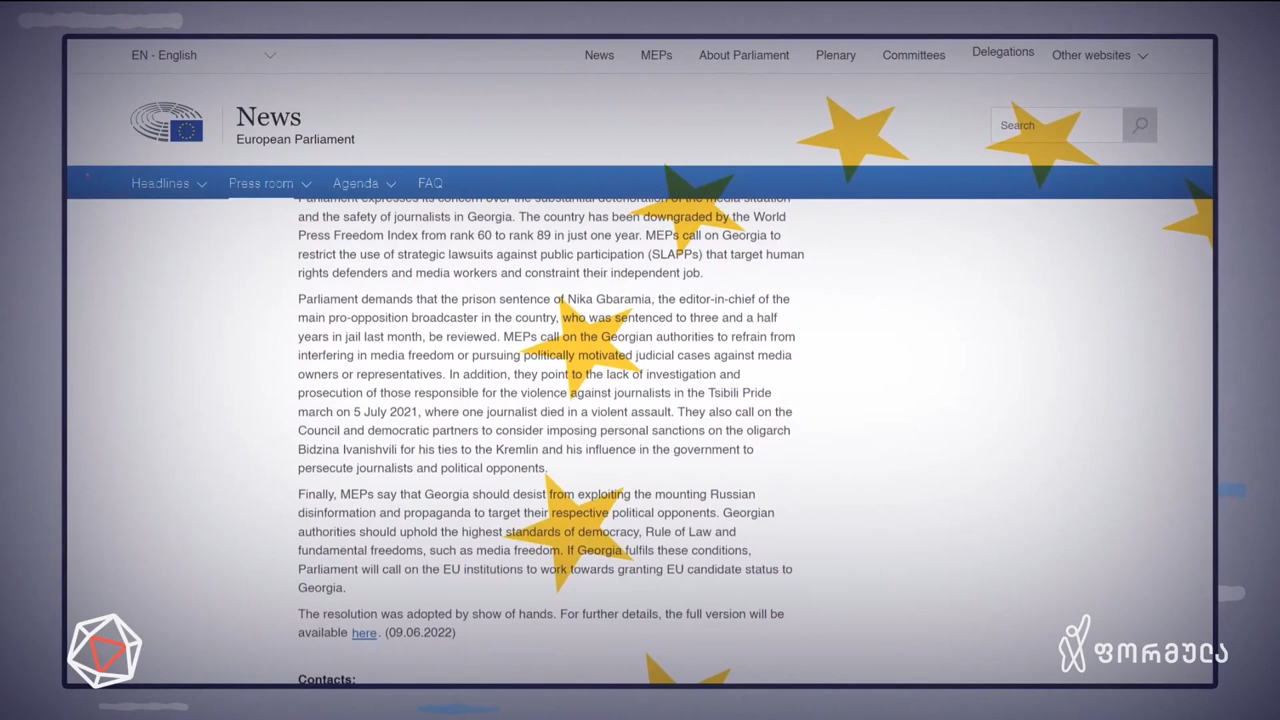 EN - English
News MEPs About Parliament Plenary Committees Delegations Other websites
News
European Parliament
Search
Headlines Press room Agenda FAQ
Parliament expresses its concern over the substantial deterioration of the media situation
and the safety of journalists in Georgia. The country has been downgraded by the World
Press Freedom Index from rank 60 to rank 89 in just one year. MEPs call on Georgia to
restrict the use of strategic lawsuits against public participation (SLAPPs) that target human
rights defenders and media workers and constraint their independent job.
Parliament demands that the prison sentence of Nika Gbaramia, the editor-in-chief of the
main pro-opposition broadcaster in the country, who was sentenced to three and a half
years in jail last month, be reviewed. MEPs call on the Georgian authorities to refrain from
interfering in media freedom or pursuing politically motivated judicial cases against media
owners or representatives. In addition, they point to the lack of investigation and
prosecution of those responsible for the violence against journalists in the Tsibili Pride
march on 5 July 2021, where one journalist died in a violent assault. They also call on the
Council and democratic partners to consider imposing personal sanctions on the oligarch
Bidzina Ivanishvili for his ties to the Kremlin and his influence in the government to
persecute journalists and political opponents.
Finally, MEPs say that Georgia should desist from exploiting the mounting Russian
disinformation and propaganda to target their respective political opponents. Georgian
authorities should uphold the highest standards of democracy, Rule of Law and
fundamental freedoms, such as media freedom. If Georgia fulfils these conditions,
Parliament will call on the EU institutions to work towards granting EU candidate status to
Georgia.
The resolution was adopted by show of hands. For further details, the full version will be
available here. (09.06.2022)
ფორმულა
Contacts: